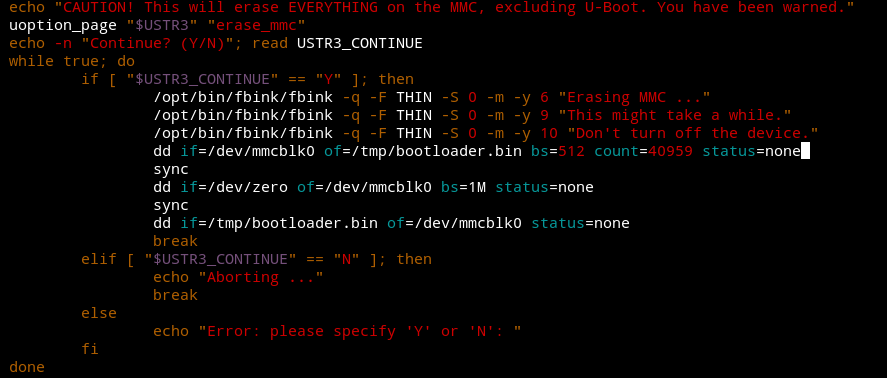 echo "CAUTION! This will erase EVERYTHING on the MMC, excluding U-Boot. You have been warned."
uoption_page "$USTR3" "erase_mmc"
echo -n "Continue? (Y/N)"; read USTR3_CONTINUE
while true; do
        if [ "$USTR3_CONTINUE" == "Y" ]; then
                /opt/bin/fbink/fbink -q -F THIN -S 0 -m -y 6 "Erasing MMC ..."
                /opt/bin/fbink/fbink -q -F THIN -S 0 -m -y 9 "This might take a while."
                /opt/bin/fbink/fbink -q -F THIN -S 0 -m -y 10 "Don't turn off the device."
                dd if=/dev/mmcblk0 of=/tmp/bootloader.bin bs=512 count=40959 status=none
                sync
                dd if=/dev/zero of=/dev/mmcblk0 bs=1M status=none
                sync
                dd if=/tmp/bootloader.bin of=/dev/mmcblk0 status=none
                break
        elif [ "$USTR3_CONTINUE" == "N" ]; then
                echo "Aborting ..."
                break
        else
                echo "Error: please specify 'Y' or 'N': "
        fi
done